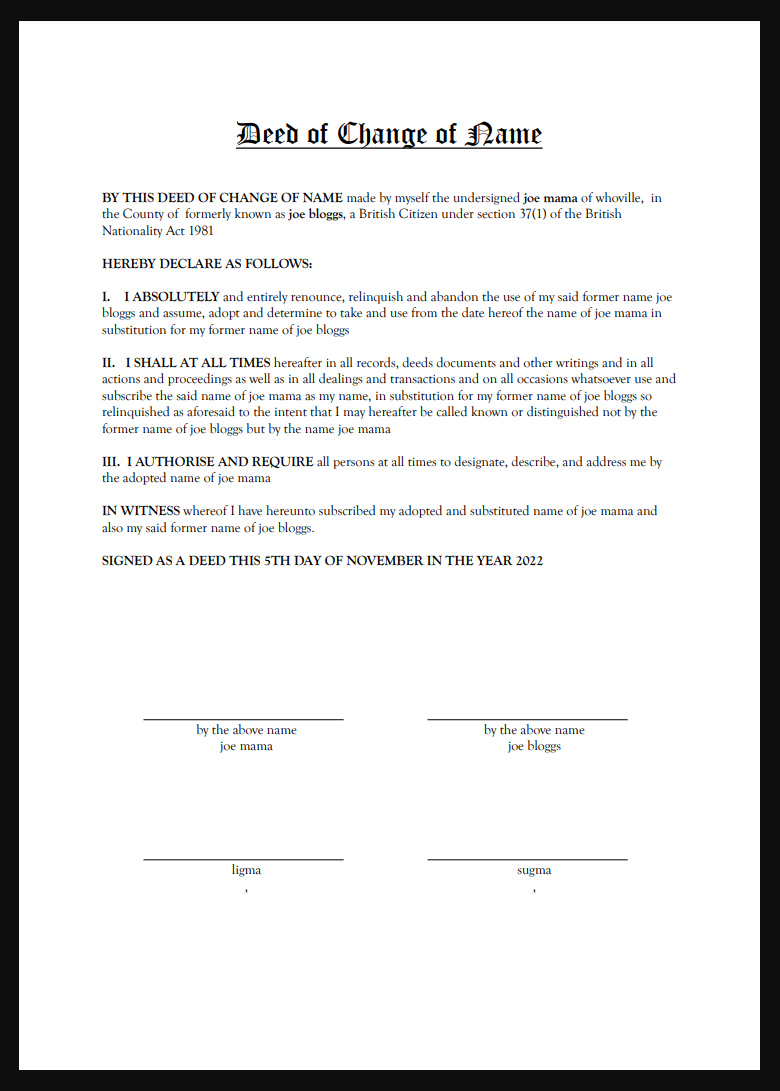 Deed of Change of Name
BY THIS DEED OF CHANGE OF NAME made by myself the undersigned joe mama of whoville, in
the County of formerly known as joe bloggs, a British Citizen under section 37(1) of the British
Nationality Act 1981
HEREBY DECLARE AS FOLLOWS:
I. I ABSOLUTELY and entirely renounce, relinquish and abandon the use of my said former name joe
bloggs and assume, adopt and determine to take and use from the date hereof the name of joe mama in
substitution for my former name of joe bloggs
II. I SHALL AT ALL TIMES hereafter in all records, deeds documents and other writings and in all
actions and proceedings as well as in all dealings and transactions and on all occasions whatsoever use and
subscribe the said name of joe mama as my name, in substitution for my former name of joe bloggs so
relinquished as aforesaid to the intent that I may hereafter be called known or distinguished not by the
former name of joe bloggs but by the name joe mama
III. I AUTHORISE AND REQUIRE all persons at all times to designate, describe, and address me by
the adopted name of joe mama
IN WITNESS whereof I have hereunto subscribed my adopted and substituted name of joe mama and
also my said former name of joe bloggs.
SIGNED AS A DEED THIS 5TH DAY OF NOVEMBER IN THE YEAR 2022
by the above name
joe mama
by the above name
joe bloggs
ligma
,
sugma
,